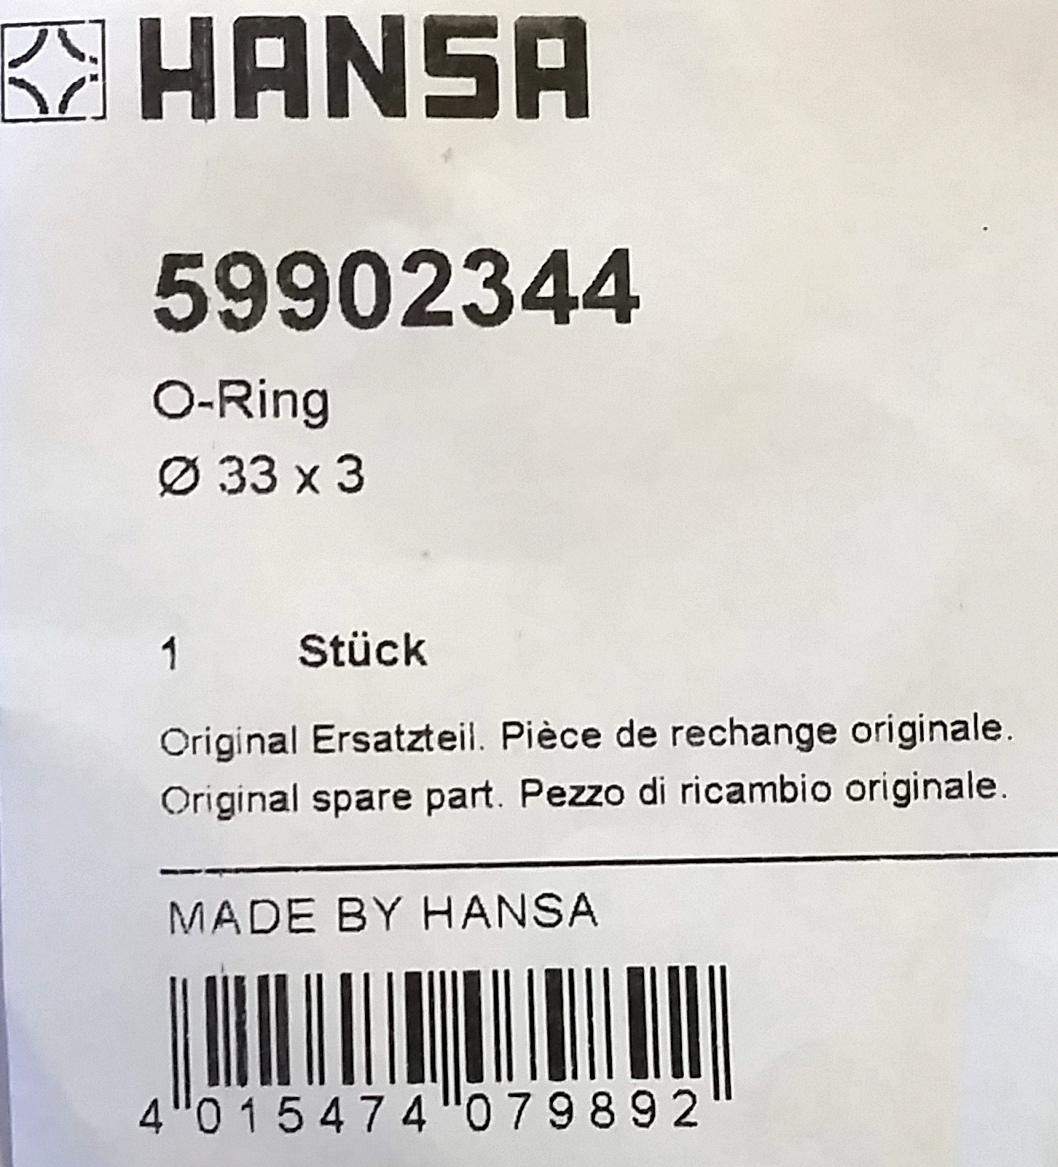 HANSA
59902344
O-Ring
Ø 33 x 3
1 Stück
Original Ersatzteil. Pièce de rechange originale.
Original spare part. Pezzo di ricambio originale.
MADE BY HANSA
4 015474 079892